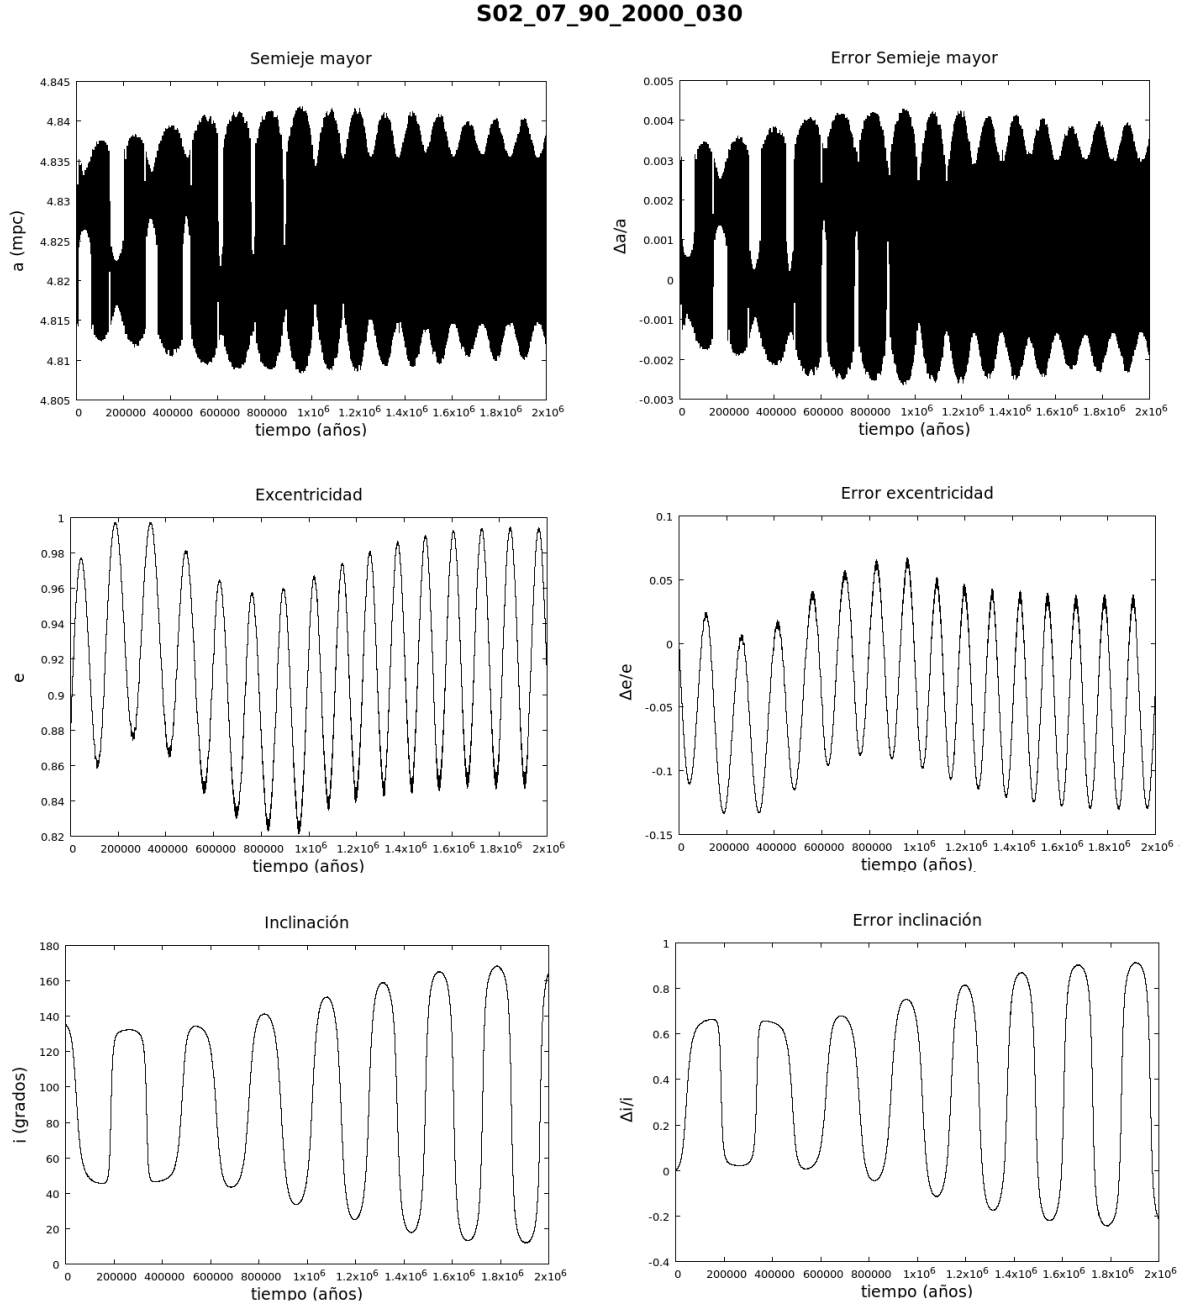 S02_07_90_2000_030
Semieje mayor
4.845
4.84
4.835
4.83
4.825
4.82
4.815
4.81
4.805
a (mpc)
0 200000 400000 600000 800000 1x10^6 1.2x10^6 1.4x10^6 1.6x10^6 1.8x10^6 2x10^6
tiempo (años)
Error Semieje mayor
0.005
0.004
0.003
0.002
0.001
0
-0.001
-0.002
-0.003
Δa/a
0 200000 400000 600000 800000 1x10^6 1.2x10^6 1.4x10^6 1.6x10^6 1.8x10^6 2x10^6
tiempo (años)
Excentricidad
1
0.98
0.96
0.94
0.92
0.9
0.88
0.86
0.84
0.82
e
0 200000 400000 600000 800000 1x10^6 1.2x10^6 1.4x10^6 1.6x10^6 1.8x10^6 2x10^6
tiempo (años)
Error excentricidad
0.1
0.05
0
-0.05
-0.1
-0.15
Δe/e
0 200000 400000 600000 800000 1x10^6 1.2x10^6 1.4x10^6 1.6x10^6 1.8x10^6 2x10^6
tiempo (años)
Inclinación
180
160
140
120
100
80
60
40
20
0
i (grados)
0 200000 400000 600000 800000 1x10^6 1.2x10^6 1.4x10^6 1.6x10^6 1.8x10^6 2x10^6
tiempo (años)
Error inclinación
1
0.8
0.6
0.4
0.2
0
-0.2
-0.4
Δi/i
0 200000 400000 600000 800000 1x10^6 1.2x10^6 1.4x10^6 1.6x10^6 1.8x10^6 2x10^6
tiempo (años)